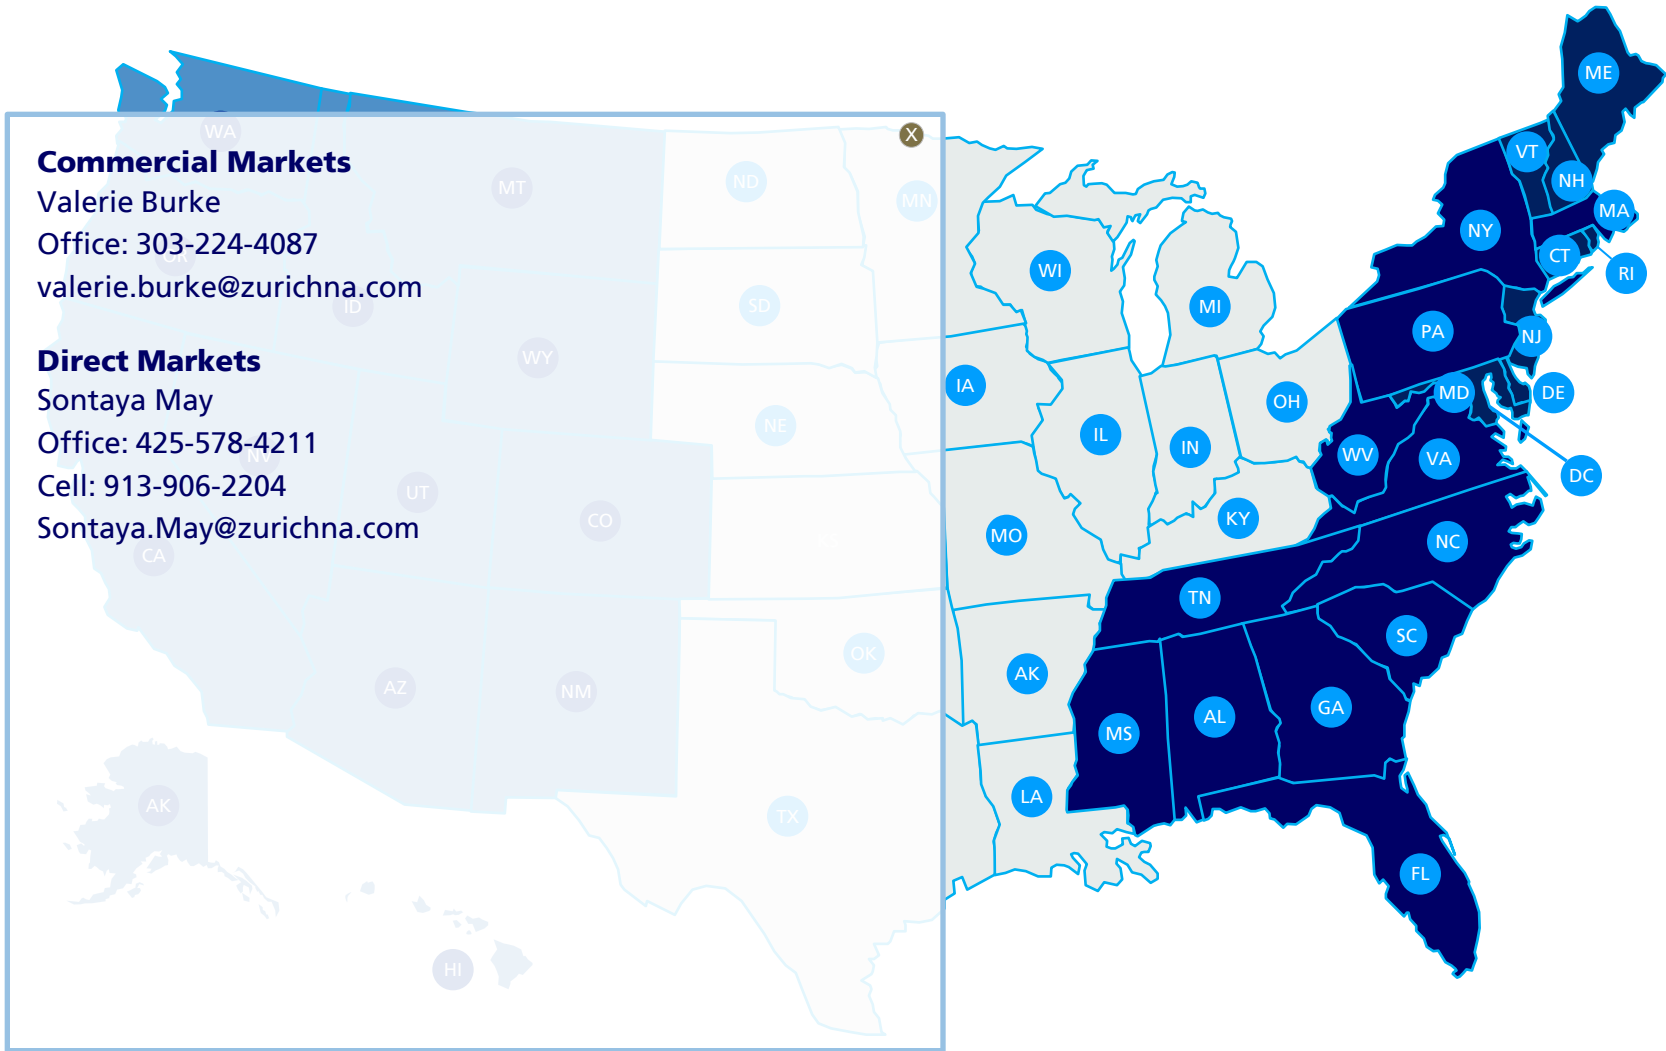 Commercial Markets
Valerie Burke
Office: 303-224-4087
valerie.burke@zurichna.com
Direct Markets
Sontaya May
Office: 425-578-4211
Cell: 913-906-2204
Sontaya.May@zurichna.com
X
WA
OR
MT
ID
WY
NV
UT
CO
CA
AZ
NM
AK
HI
ND
MN
SD
NE
OK
TX
WI
MI
IA
IL
IN
OH
MO
KY
AK
LA
TN
MS
AL
GA
FL
SC
NC
VA
WV
MD
DE
DC
PA
NJ
NY
CT
RI
MA
VT
NH
ME